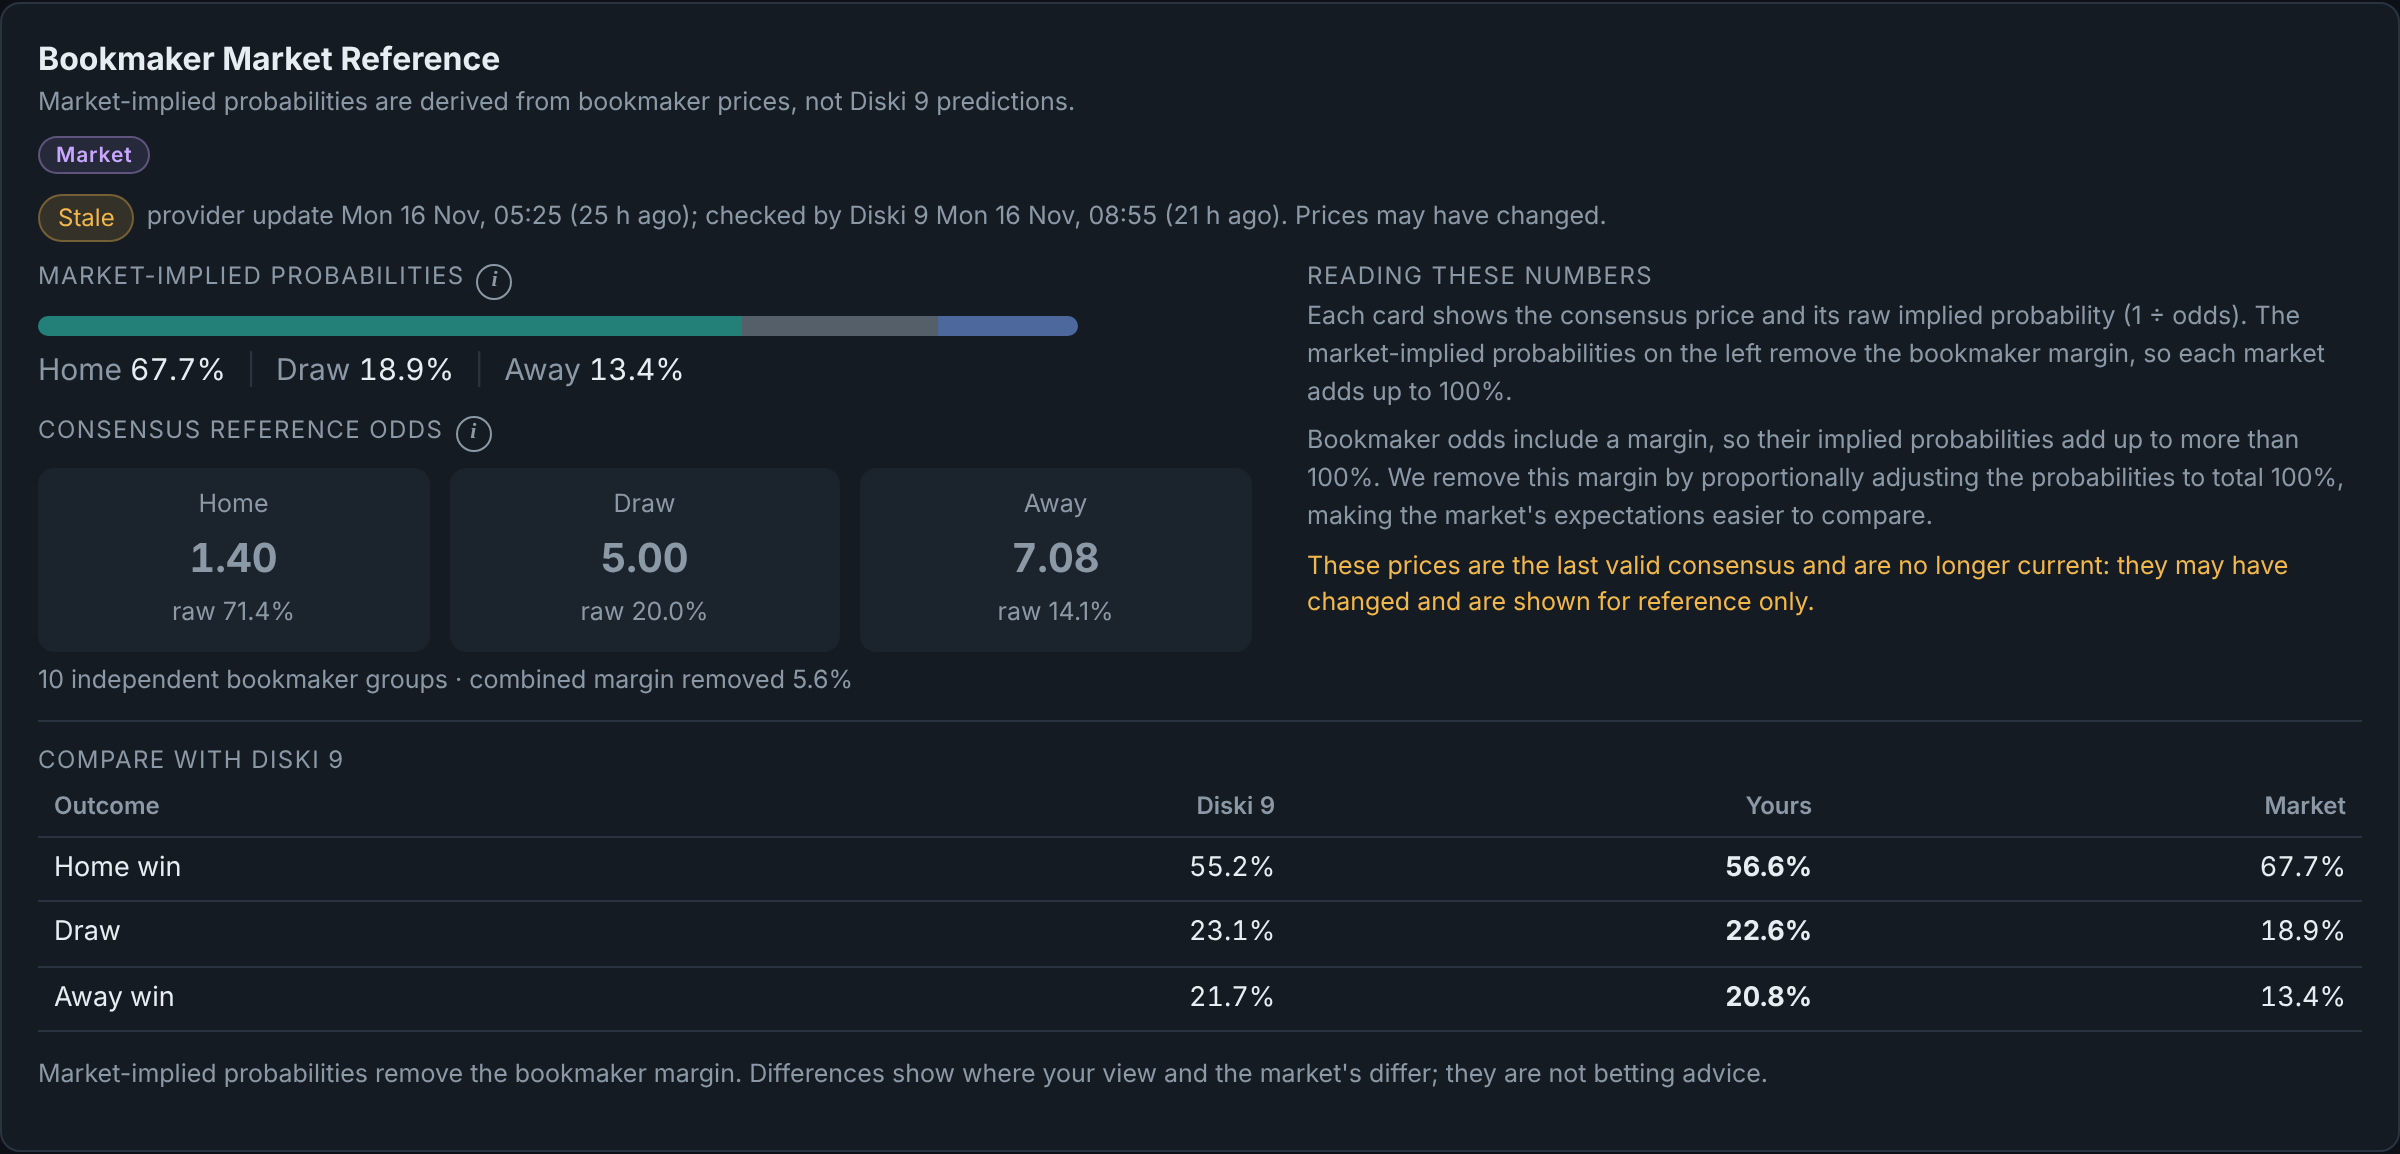 Bookmaker Market Reference
Market-implied probabilities are derived from bookmaker prices, not Diski 9 predictions.
Market
Stale provider update Mon 16 Nov, 05:25 (25 h ago); checked by Diski 9 Mon 16 Nov, 08:55 (21 h ago). Prices may have changed.
MARKET-IMPLIED PROBABILITIES i
Home 67.7% Draw 18.9% Away 13.4%
CONSENSUS REFERENCE ODDS i
Home
1.40
raw 71.4%
Draw
5.00
raw 20.0%
Away
7.08
raw 14.1%
10 independent bookmaker groups · combined margin removed 5.6%
READING THESE NUMBERS
Each card shows the consensus price and its raw implied probability (1 ÷ odds). The
market-implied probabilities on the left remove the bookmaker margin, so each market
adds up to 100%.
Bookmaker odds include a margin, so their implied probabilities add up to more than
100%. We remove this margin by proportionally adjusting the probabilities to total 100%,
making the market's expectations easier to compare.
These prices are the last valid consensus and are no longer current: they may have
changed and are shown for reference only.
COMPARE WITH DISKI 9
Outcome Diski 9 Yours Market
Home win 55.2% 56.6% 67.7%
Draw 23.1% 22.6% 18.9%
Away win 21.7% 20.8% 13.4%
Market-implied probabilities remove the bookmaker margin. Differences show where your view and the market's differ; they are not betting advice.